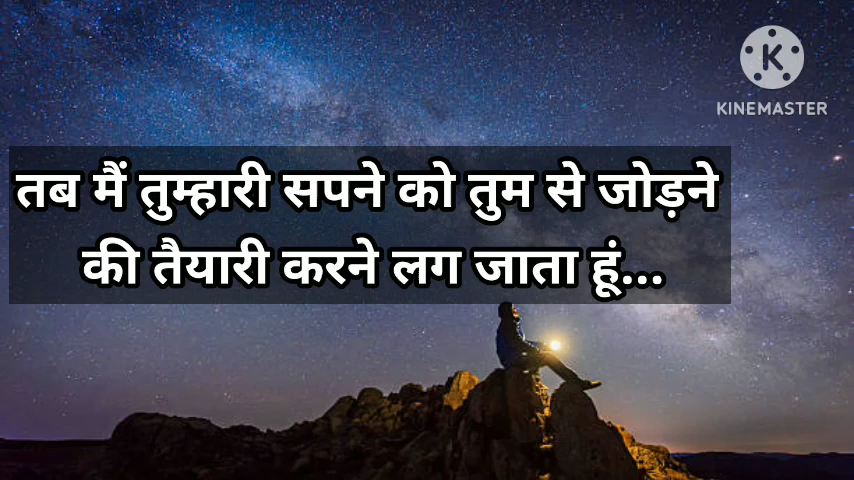 KINEMASTER
तब मैं तुम्हारी सपने को तुम से जोड़ने
की तैयारी करने लग जाता हूं...